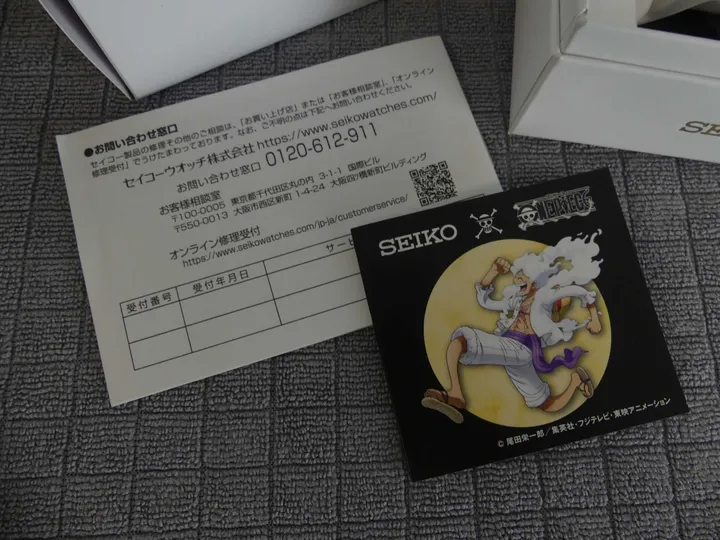 ●お問い合わせ窓口
セイコー製品の修理その他のご相談は、「お買い上げ店」または「お客様相談室」、「オンライン
修理受付」でうけたまわっております。なお、ご不明の点は下記へお問い合わせください。
セイコーウオッチ株式会社 https://www.seikowatches.com/
お問い合わせ窓口 0120-612-911
お客様相談室
〒100-0005 東京都千代田区丸の内 3-1-1 国際ビル
〒550-0013 大阪市西区新町 1-4-24 大阪四ツ橋新町ビルディング
オンライン修理受付
https://www.seikowatches.com/jp-ja/customerservice/
受付番号 受付年月日 サービ
SEIKO ONE PIECE
© 尾田栄一郎／集英社・フジテレビ・東映アニメーション
SE